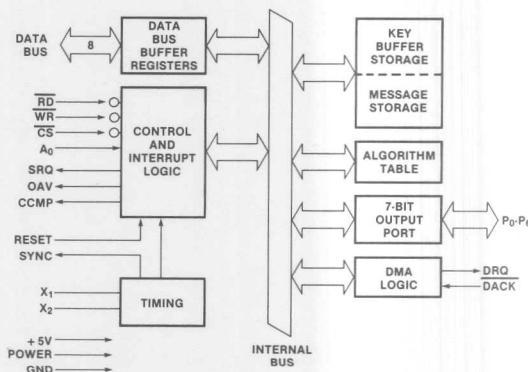 DATA
BUS
8
DATA
BUS
BUFFER
REGISTERS
KEY
BUFFER
STORAGE
MESSAGE
STORAGE
RD
WR
CS
A0
SRQ
OAV
CCMP
CONTROL
AND
INTERRUPT
LOGIC
ALGORITHM
TABLE
7-BIT
OUTPUT
PORT
RESET
SYNC
DMA
LOGIC
DRQ
DACK
X1
X2
TIMING
+5V
POWER
GND
INTERNAL
BUS